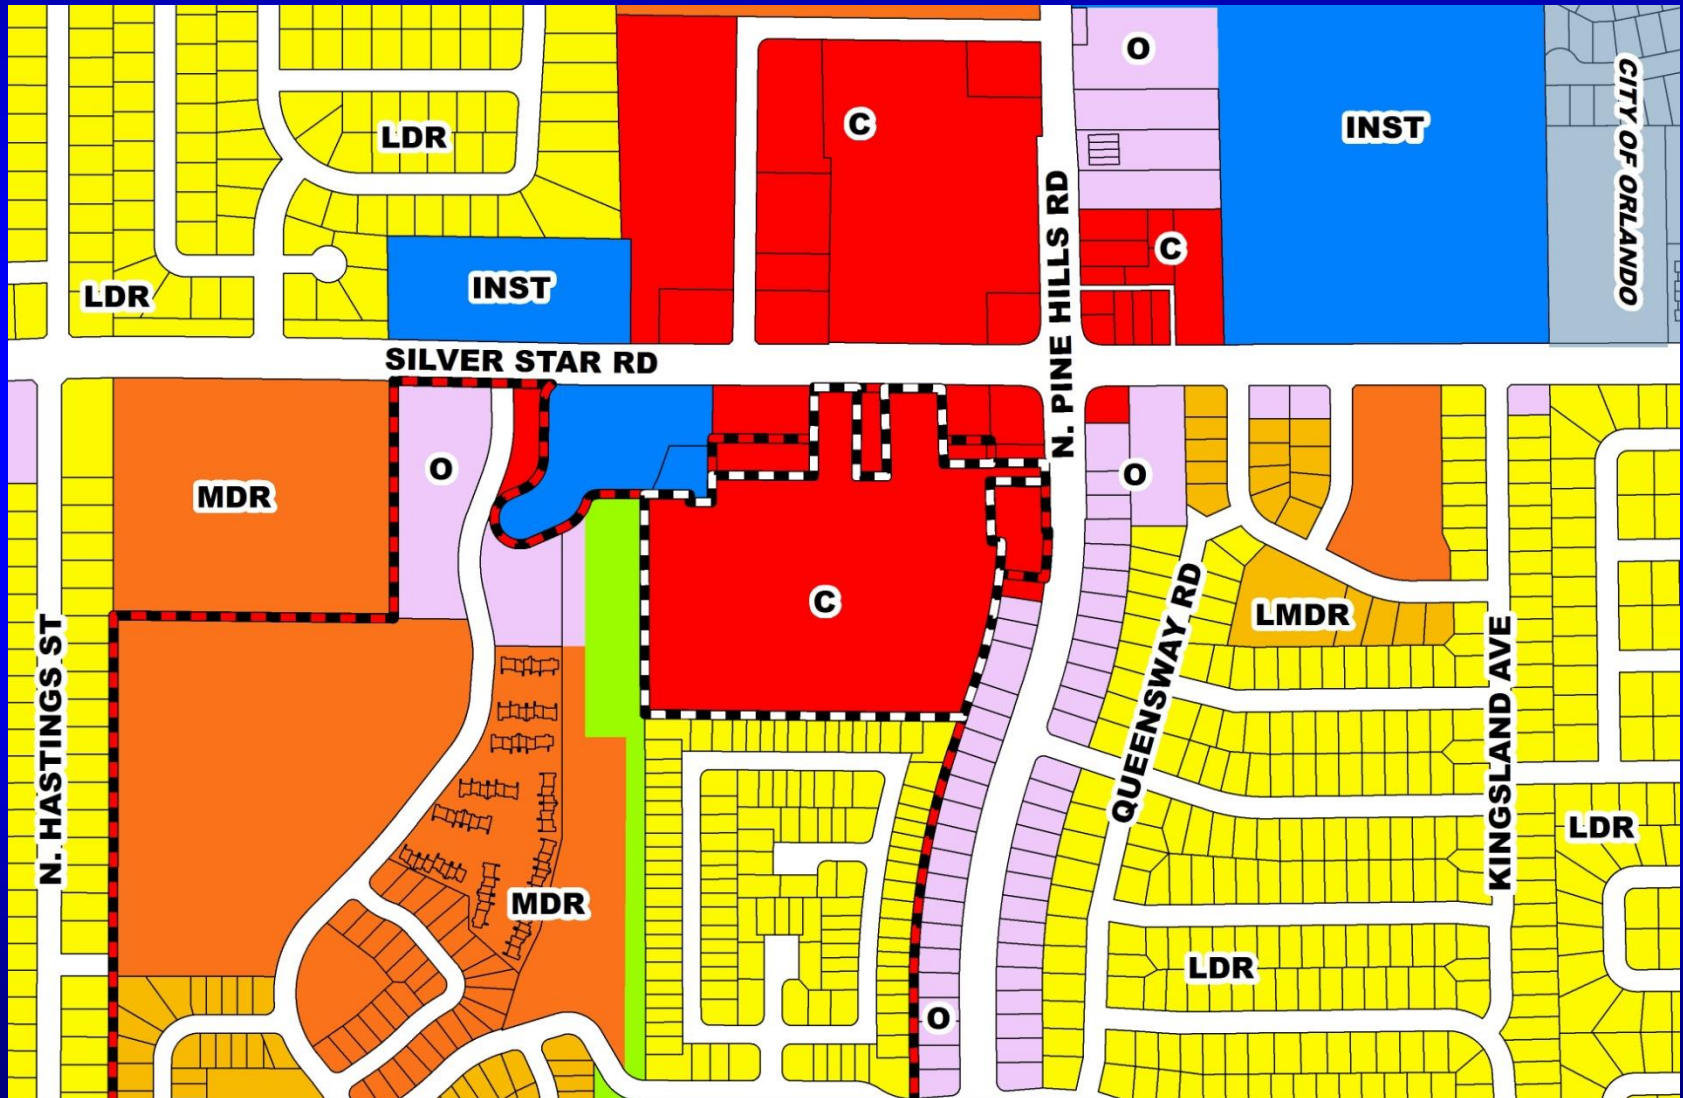 O
CITY OF ORLANDO
C
INST
LDR
N. PINE HILLS RD
C
INST
LDR
SILVER STAR RD
O
O
MDR
QUEENSWAY RD
C
LMDR
N. HASTINGS ST
KINGSLAND AVE
LDR
MDR
LDR
O